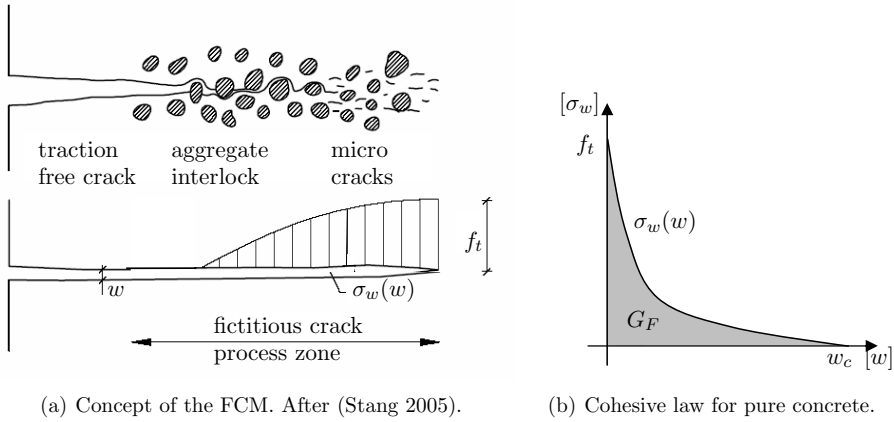 traction
free crack
aggregate
interlock
micro
cracks
f_t
w
σ_w(w)
fictitious crack
process zone
(a) Concept of the FCM. After (Stang 2005).
[σ_w]
f_t
σ_w(w)
G_F
w_c [w]
(b) Cohesive law for pure concrete.